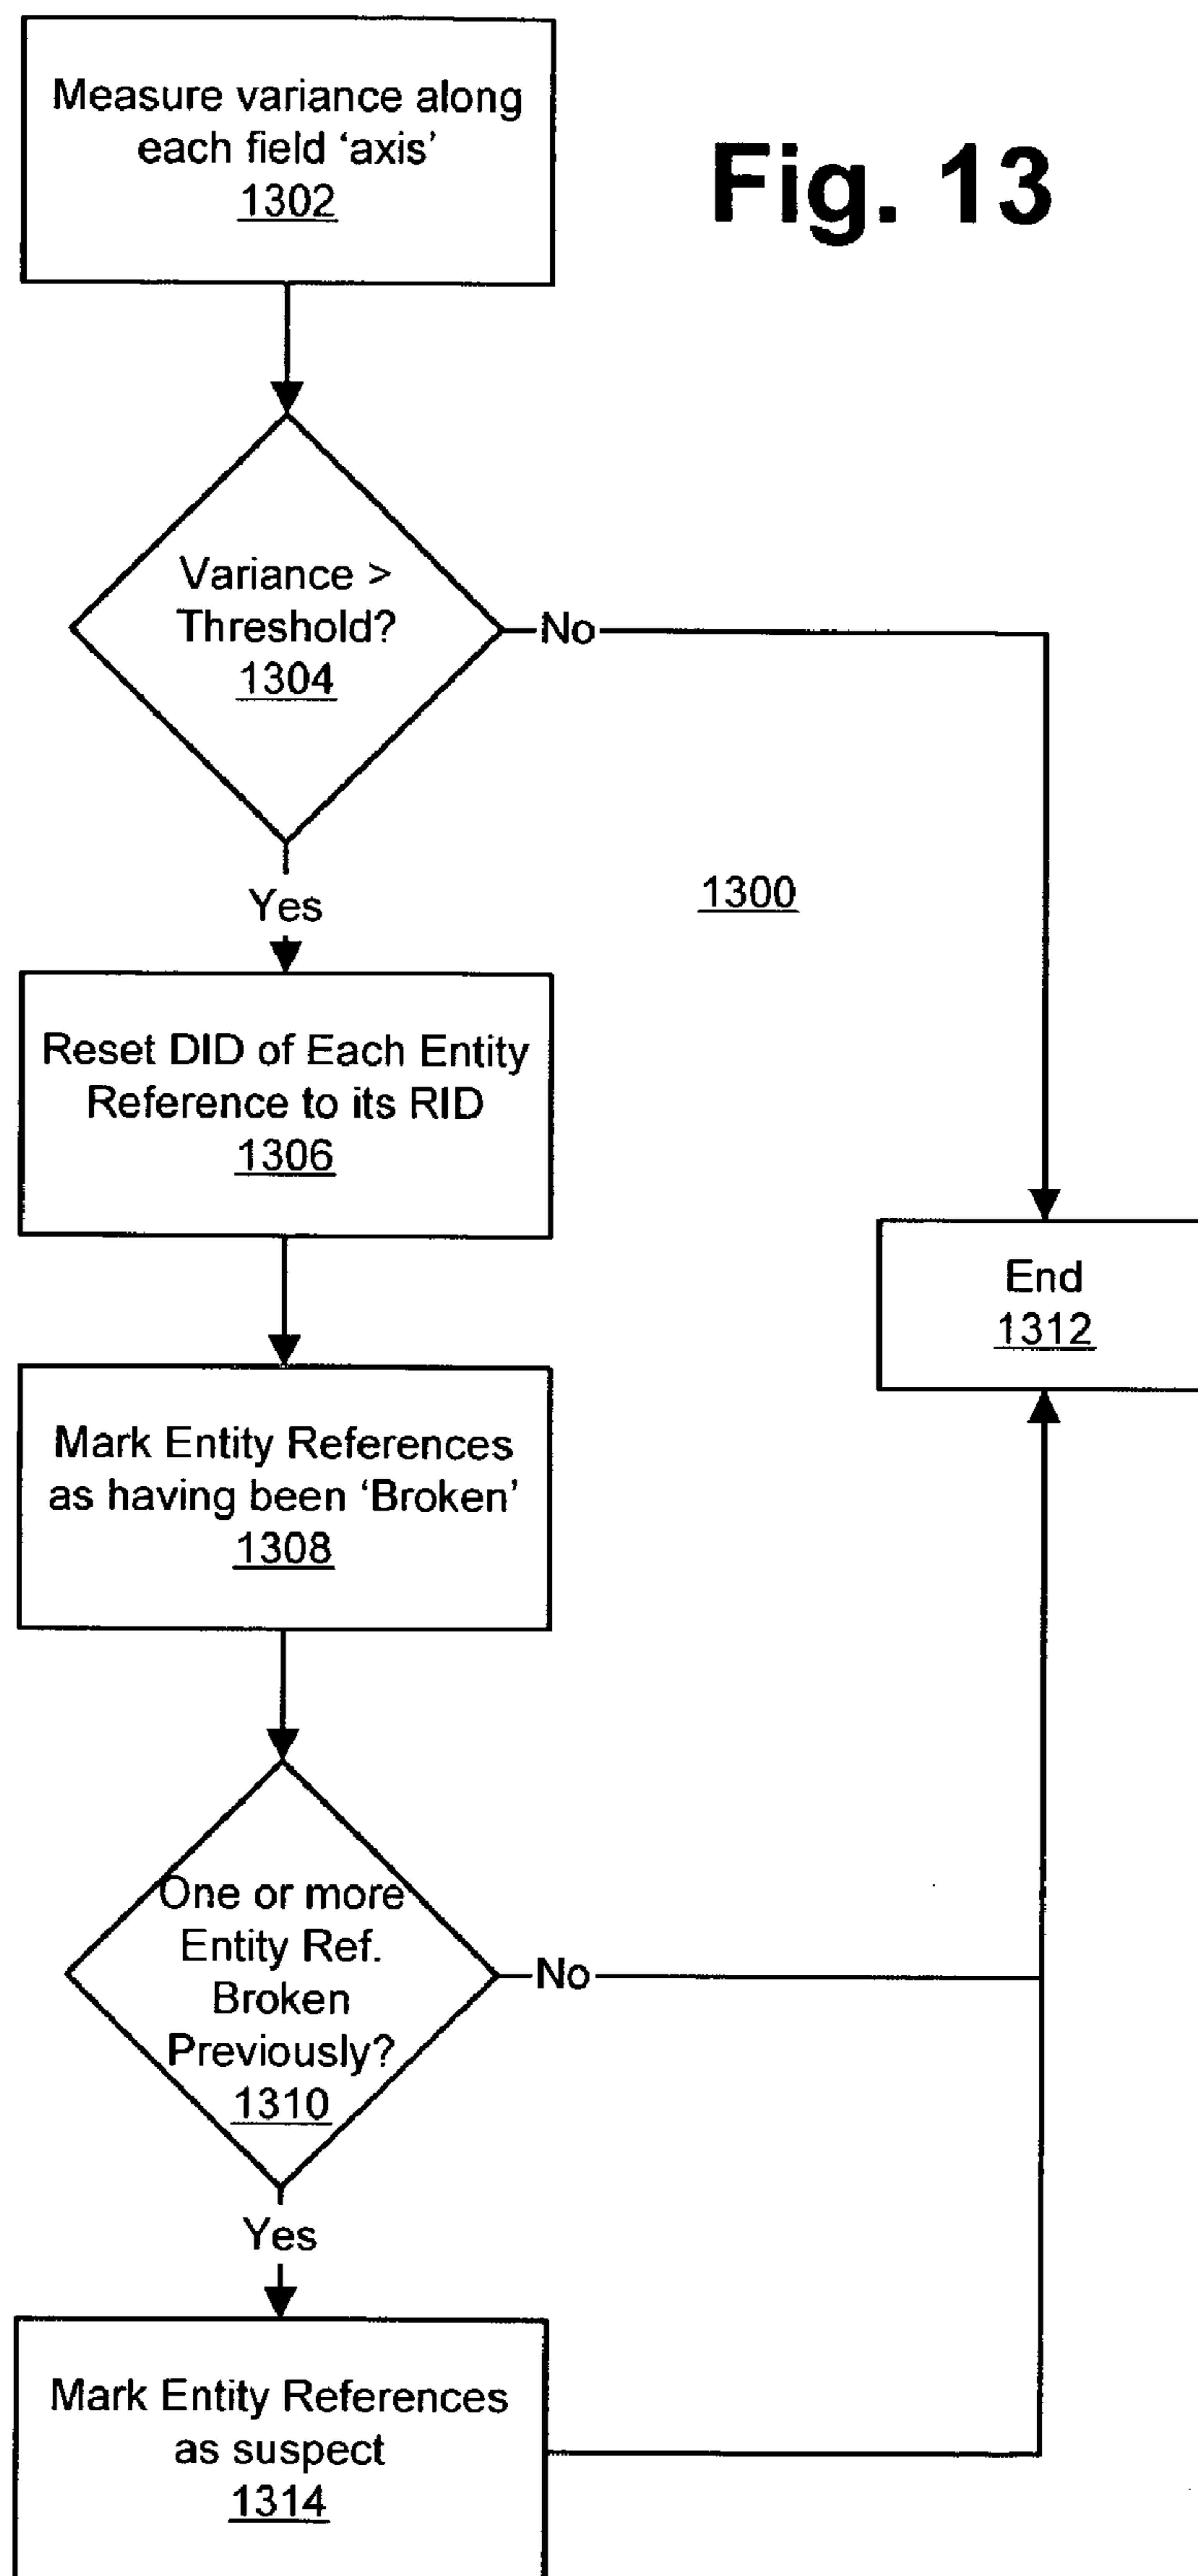 Measure variance along
each field ‘axis’
1302
Fig. 13
Variance >
Threshold?
1304
No
Yes
1300
Reset DID of Each Entity
Reference to its RID
1306
End
1312
Mark Entity References
as having been ‘Broken’
1308
One or more
Entity Ref.
Broken
Previously?
1310
No
Yes
Mark Entity References
as suspect
1314